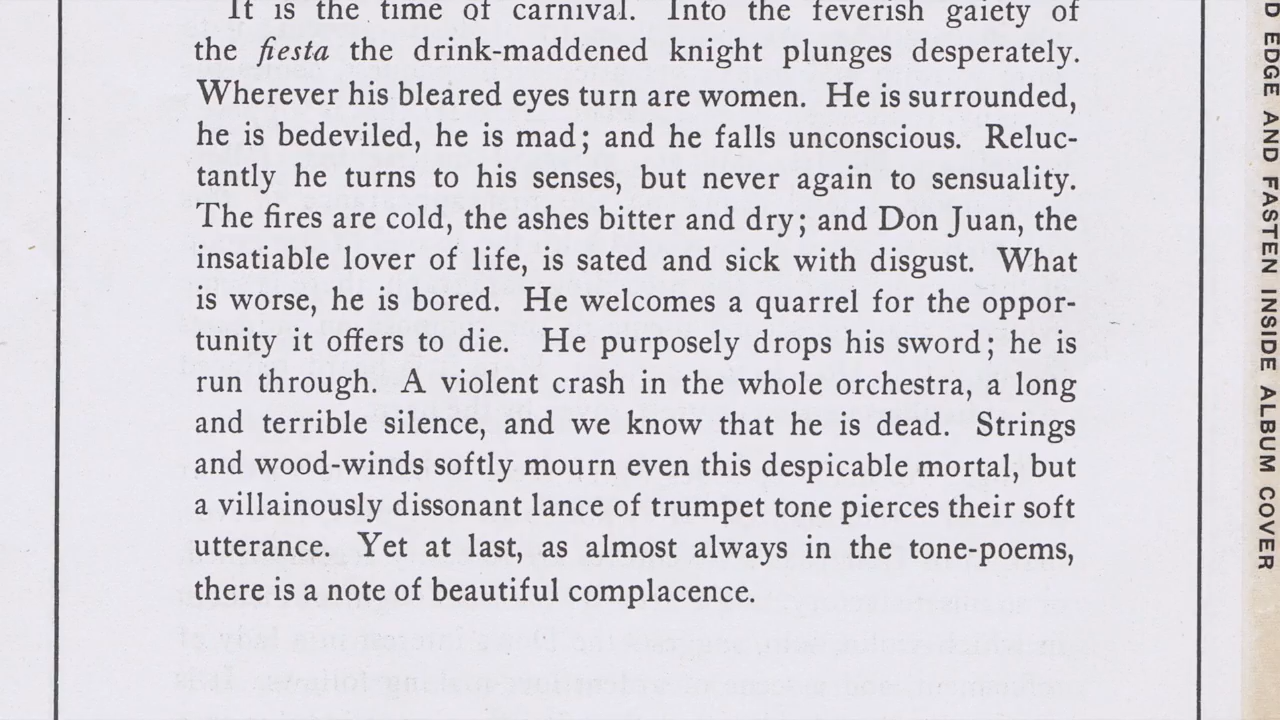 It is the time of carnival. Into the feverish gaiety of
the fiesta the drink-maddened knight plunges desperately.
Wherever his bleared eyes turn are women. He is surrounded,
he is bedeviled, he is mad; and he falls unconscious. Reluc-
tantly he turns to his senses, but never again to sensuality.
The fires are cold, the ashes bitter and dry; and Don Juan, the
insatiable lover of life, is sated and sick with disgust. What
is worse, he is bored. He welcomes a quarrel for the oppor-
tunity it offers to die. He purposely drops his sword; he is
run through. A violent crash in the whole orchestra, a long
and terrible silence, and we know that he is dead. Strings
and wood-winds softly mourn even this despicable mortal, but
a villainously dissonant lance of trumpet tone pierces their soft
utterance. Yet at last, as almost always in the tone-poems,
there is a note of beautiful complacence.
EDGE AND FASTEN INSIDE ALBUM COVER